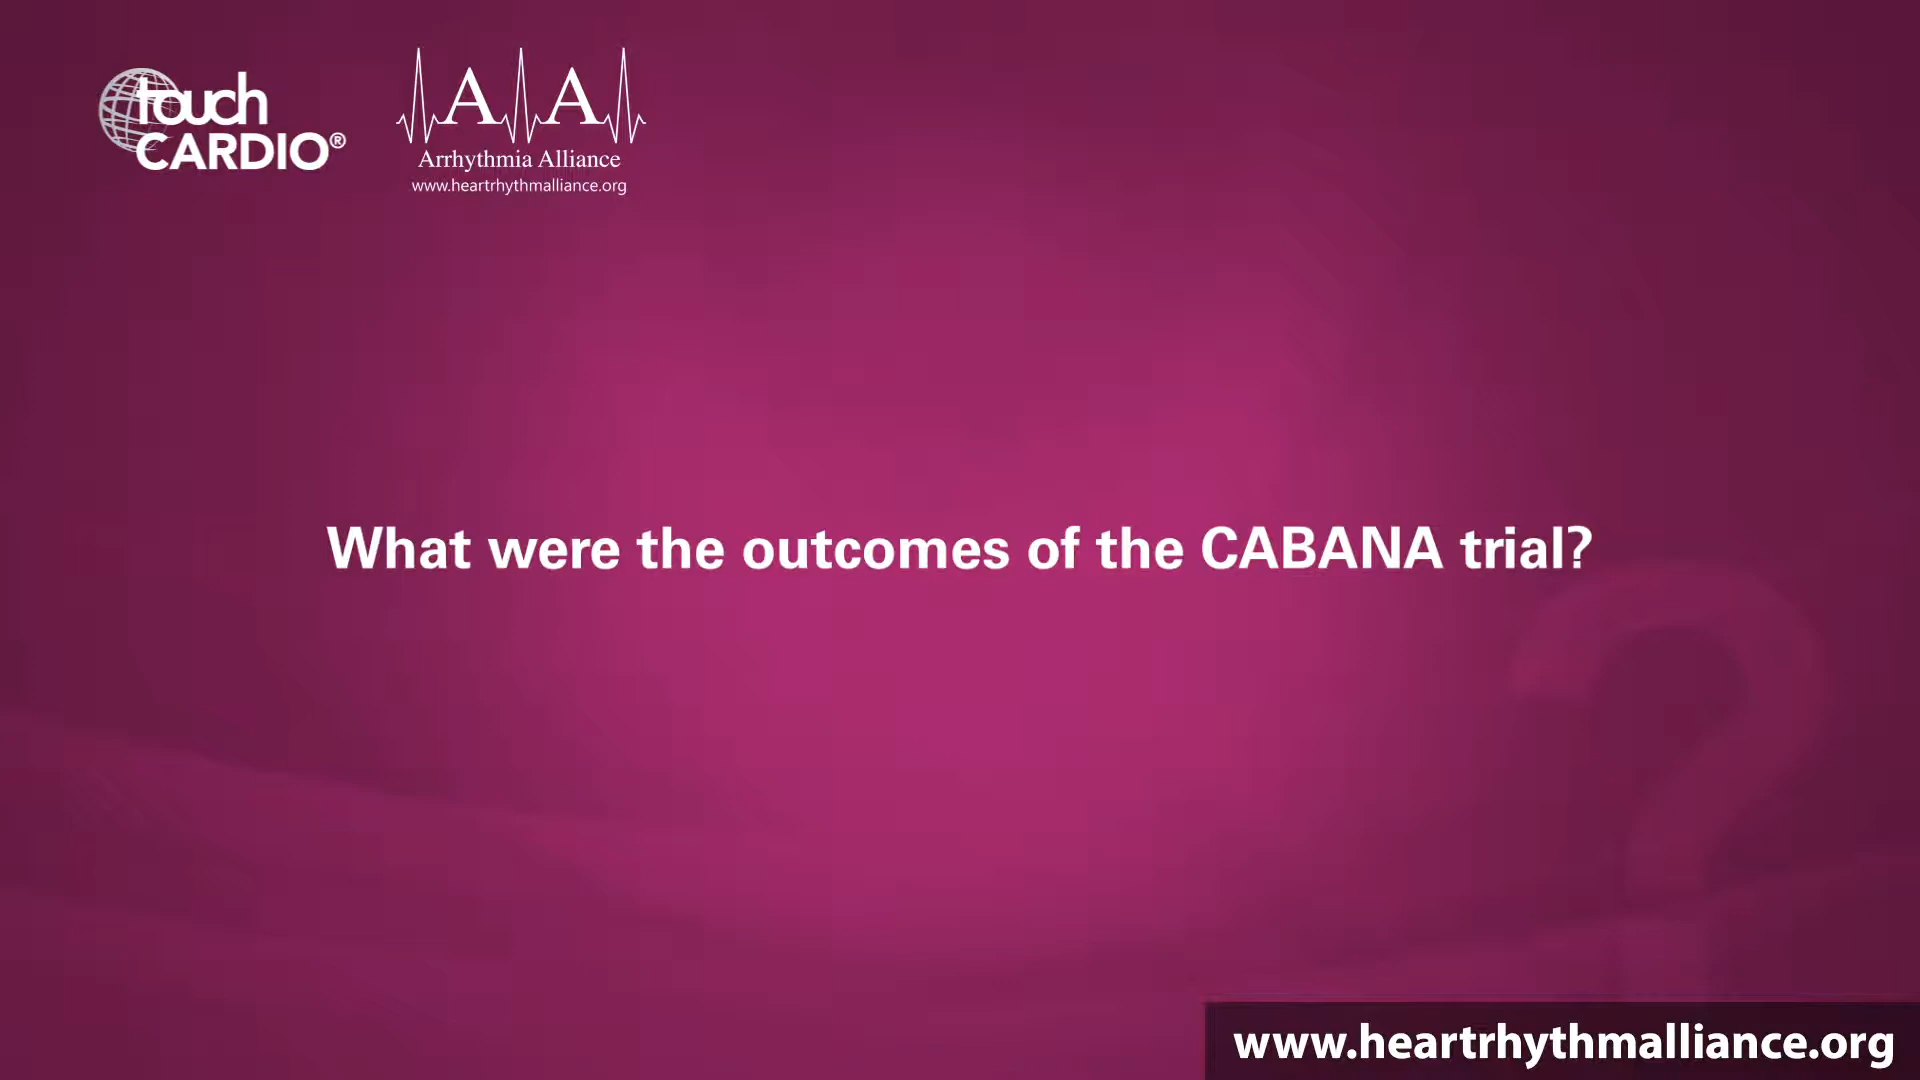 touch
CARDIO®
A A
Arrhythmia Alliance
www.heartrhythmalliance.org
What were the outcomes of the CABANA trial?
www.heartrhythmalliance.org